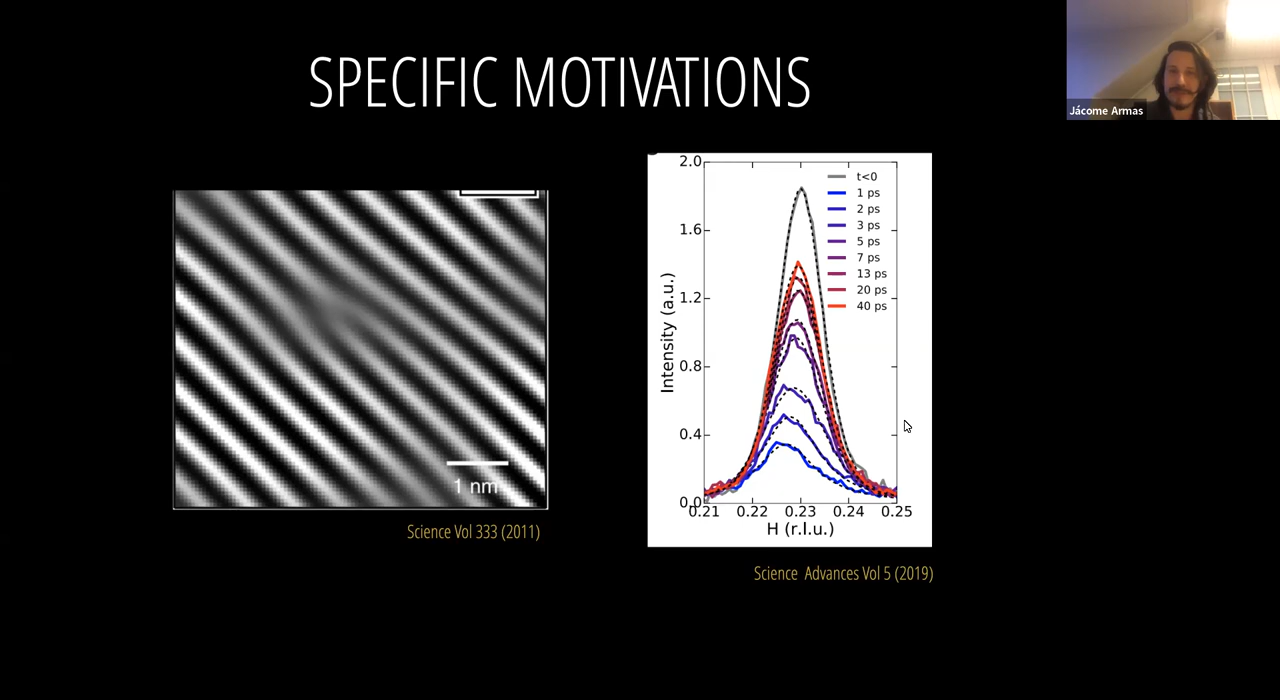 SPECIFIC MOTIVATIONS
Jácome Armas
1 nm
Science Vol 333 (2011)
2.0
1.6
1.2
0.8
0.4
0.0
Intensity (a.u.)
t<0
1 ps
2 ps
3 ps
5 ps
7 ps
13 ps
20 ps
40 ps
0.21 0.22 0.23 0.24 0.25
H (r.l.u.)
Science Advances Vol 5 (2019)